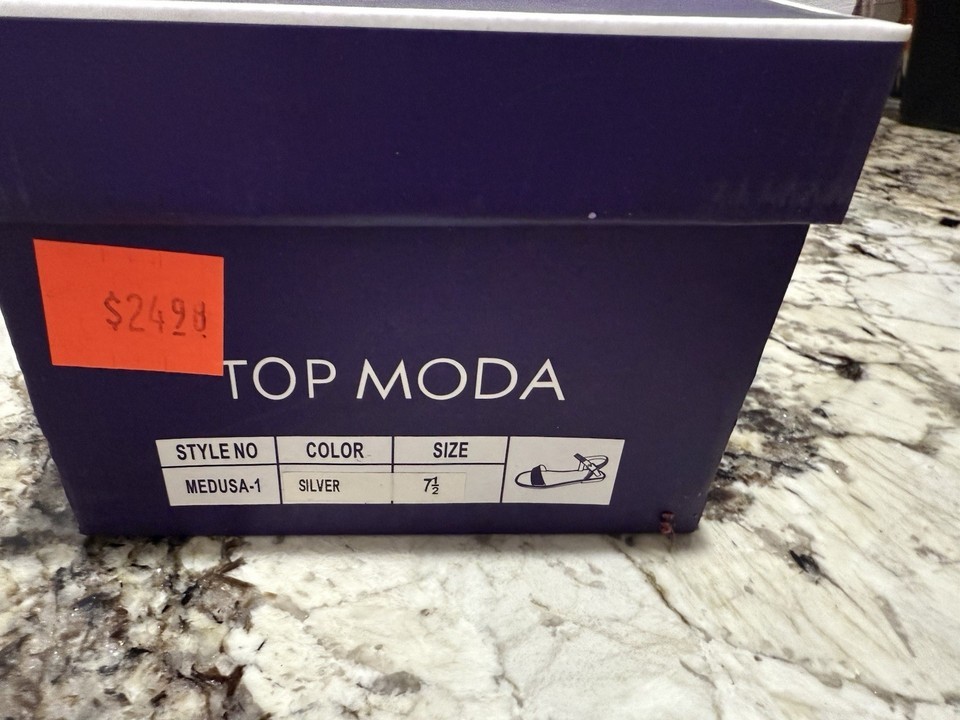 $24.98
TOP MODA
STYLE NO COLOR SIZE
MEDUSA-1 SILVER 7½